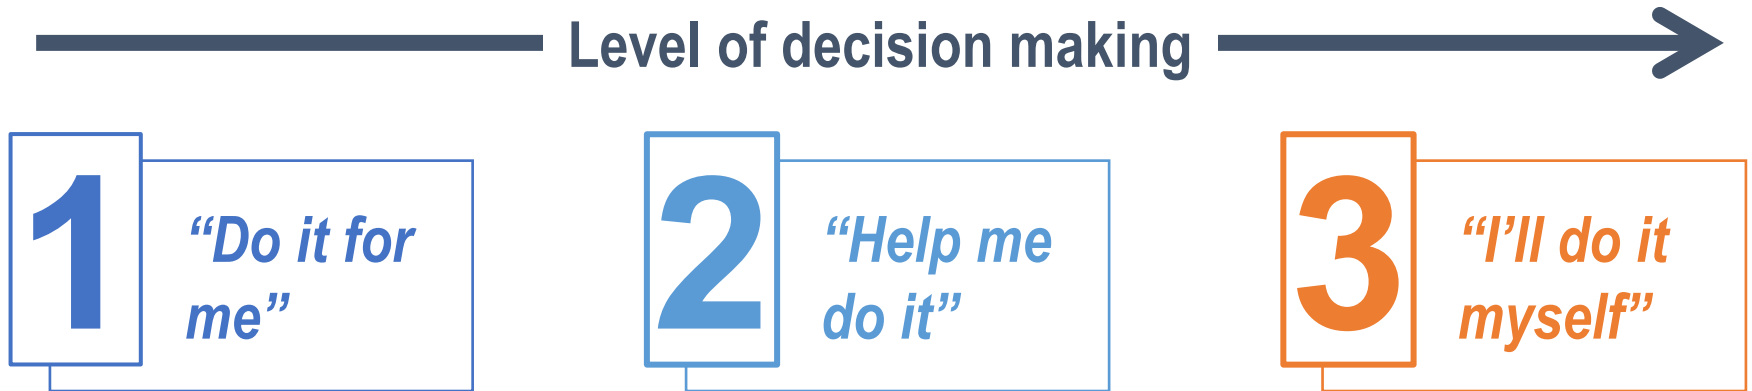 Level of decision making
1
“Do it for
me”
2
“Help me
do it”
3
“I’ll do it
myself”